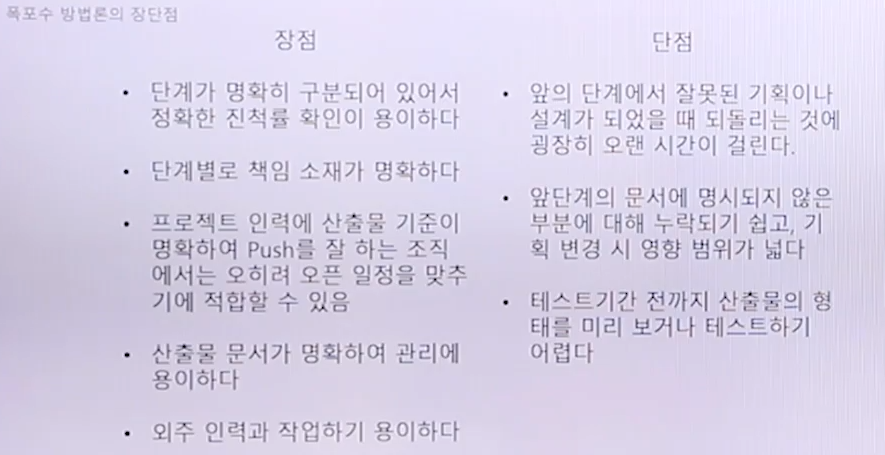 폭포수 방법론의 장단점
장점
• 단계가 명확히 구분되어 있어서
정확한 진척률 확인이 용이하다
• 단계별로 책임 소재가 명확하다
• 프로젝트 인력에 산출물 기준이
명확하여 Push를 잘 하는 조직
에서는 오히려 오픈 일정을 맞추
기에 적합할 수 있음
• 산출물 문서가 명확하여 관리에
용이하다
• 외주 인력과 작업하기 용이하다
단점
• 앞의 단계에서 잘못된 기획이나
설계가 되었을 때 되돌리는 것에
굉장히 오랜 시간이 걸린다.
• 앞단계의 문서에 명시되지 않은
부분에 대해 누락되기 쉽고, 기
획 변경 시 영향 범위가 넓다
• 테스트기간 전까지 산출물의 형
태를 미리 보거나 테스트하기
어렵다